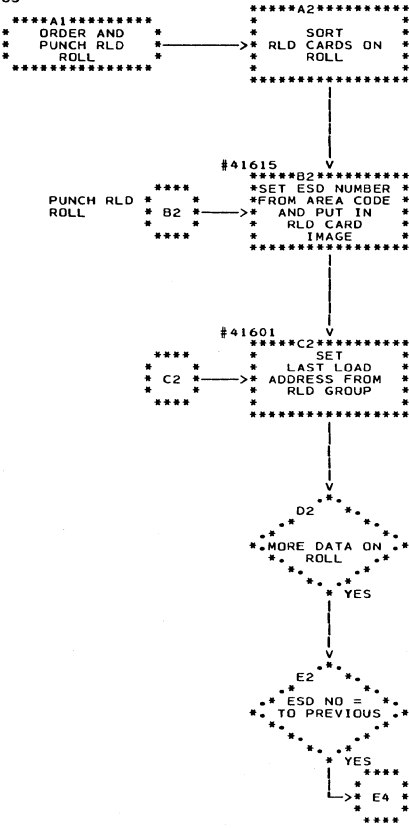 A1
ORDER AND
PUNCH RLD
ROLL
A2
SORT
RLD CARDS ON
ROLL
#41615
PUNCH RLD
ROLL
B2
B2
SET ESD NUMBER
FROM AREA CODE
AND PUT IN
RLD CARD
IMAGE
#41601
C2
C2
SET
LAST LOAD
ADDRESS FROM
RLD GROUP
D2
MORE DATA ON
ROLL
YES
E2
ESD NO =
TO PREVIOUS
YES
E4